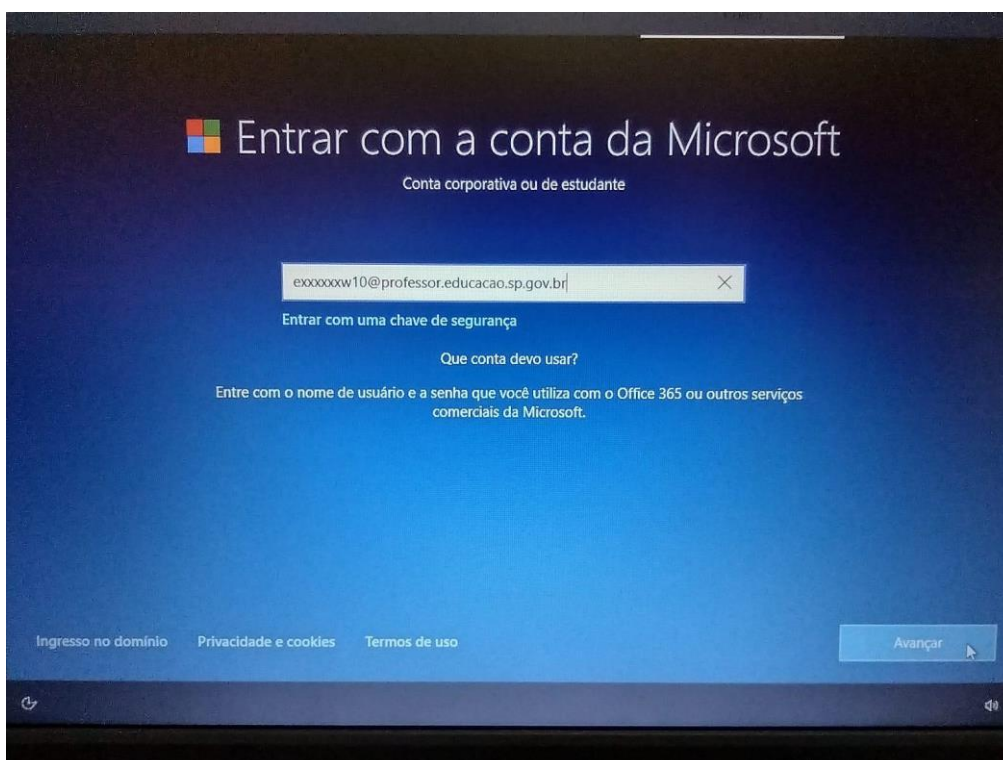 Entrar com a conta da Microsoft
Conta corporativa ou de estudante
exxxxxxw10@professor.educacao.sp.gov.br
Entrar com uma chave de segurança
Que conta devo usar?
Entre com o nome de usuário e a senha que você utiliza com o Office 365 ou outros serviços
comerciais da Microsoft.
Ingresso no domínio Privacidade e cookies Termos de uso Avançar